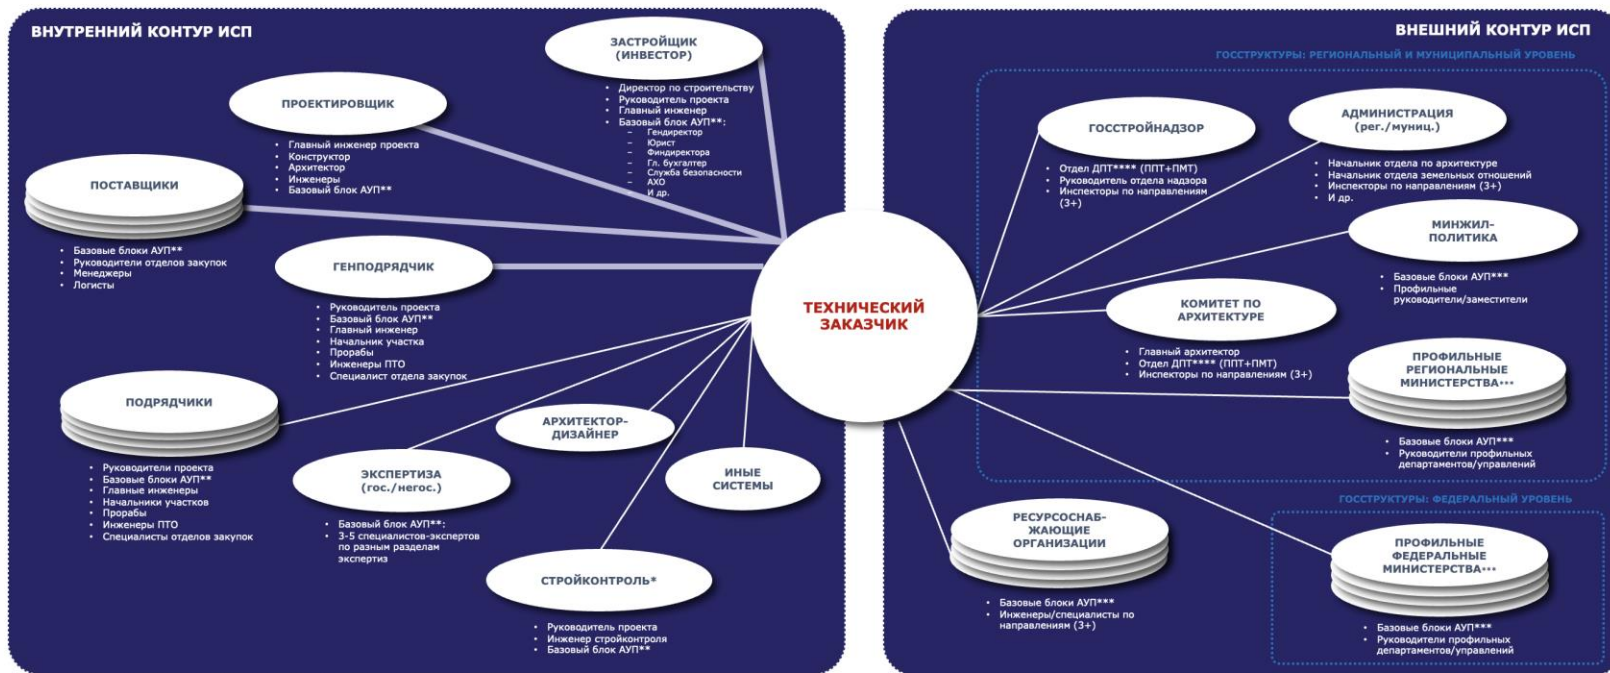 ВНУТРЕННИЙ КОНТУР ИСП
ЗАСТРОЙЩИК
(ИНВЕСТОР)
• Директор по строительству
• Руководитель проекта
• Главный инженер
• Базовый блок АУП**:
– Гендиректор
– Юрист
– Финдиректора
– Гл. бухгалтер
– Служба безопасности
– АХО
– И др.
ПРОЕКТИРОВЩИК
• Главный инженер проекта
• Конструктор
• Архитектор
• Инженеры
• Базовый блок АУП**
ПОСТАВЩИКИ
• Базовые блоки АУП**
• Руководители отделов закупок
• Менеджеры
• Логисты
ГЕНПОДРЯДЧИК
• Руководитель проекта
• Базовый блок АУП**
• Главный инженер
• Начальник участка
• Прорабы
• Инженеры ПТО
• Специалист отдела закупок
ПОДРЯДЧИКИ
• Руководители проекта
• Базовые блоки АУП**
• Главные инженеры
• Начальники участков
• Прорабы
• Инженеры ПТО
• Специалисты отделов закупок
АРХИТЕКТОР-
ДИЗАЙНЕР
ЭКСПЕРТИЗА
(гос./негос.)
• Базовый блок АУП**:
• 3-5 специалистов-экспертов
по разным разделам
экспертиз
ИНЫЕ
СИСТЕМЫ
СТРОЙКОНТРОЛЬ*
• Руководитель проекта
• Инженер стройконтроля
• Базовый блок АУП**
ТЕХНИЧЕСКИЙ
ЗАКАЗЧИК
ВНЕШНИЙ КОНТУР ИСП
ГОССТРУКТУРЫ: РЕГИОНАЛЬНЫЙ И МУНИЦИПАЛЬНЫЙ УРОВЕНЬ
ГОССТРОЙНАДЗОР
• Отдел ДПТ**** (ППТ+ПМТ)
• Руководитель отдела надзора
• Инспекторы по направлениям
(3+)
АДМИНИСТРАЦИЯ
(рег./муниц.)
• Начальник отдела по архитектуре
• Начальник отдела земельных отношений
• Инспекторы по направлениям (3+)
• И др.
МИНЖИЛ-
ПОЛИТИКА
• Базовые блоки АУП***
• Профильные
руководители/заместители
КОМИТЕТ ПО
АРХИТЕКТУРЕ
• Главный архитектор
• Отдел ДПТ**** (ППТ+ПМТ)
• Инспекторы по направлениям (3+)
ПРОФИЛЬНЫЕ
РЕГИОНАЛЬНЫЕ
МИНИСТЕРСТВА***
• Базовые блоки АУП***
• Руководители профильных
департаментов/управлений
РЕСУРСОСНАБ-
ЖАЮЩИЕ
ОРГАНИЗАЦИИ
• Базовые блоки АУП***
• Инженеры/специалисты по
направлениям (3+)
ГОССТРУКТУРЫ: ФЕДЕРАЛЬНЫЙ УРОВЕНЬ
ПРОФИЛЬНЫЕ
ФЕДЕРАЛЬНЫЕ
МИНИСТЕРСТВА***
• Базовые блоки АУП***
• Руководители профильных
департаментов/управлений